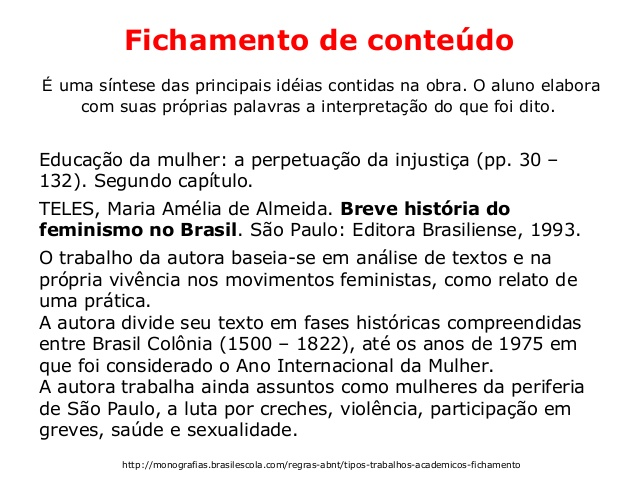 Fichamento de conteúdo
É uma síntese das principais idéias contidas na obra. O aluno elabora
com suas próprias palavras a interpretação do que foi dito.
Educação da mulher: a perpetuação da injustiça (pp. 30 –
132). Segundo capítulo.
TELES, Maria Amélia de Almeida. Breve história do
feminismo no Brasil. São Paulo: Editora Brasiliense, 1993.
O trabalho da autora baseia-se em análise de textos e na
própria vivência nos movimentos feministas, como relato de
uma prática.
A autora divide seu texto em fases históricas compreendidas
entre Brasil Colônia (1500 – 1822), até os anos de 1975 em
que foi considerado o Ano Internacional da Mulher.
A autora trabalha ainda assuntos como mulheres da periferia
de São Paulo, a luta por creches, violência, participação em
greves, saúde e sexualidade.
http://monografias.brasilescola.com/regras-abnt/tipos-trabalhos-academicos-fichamento